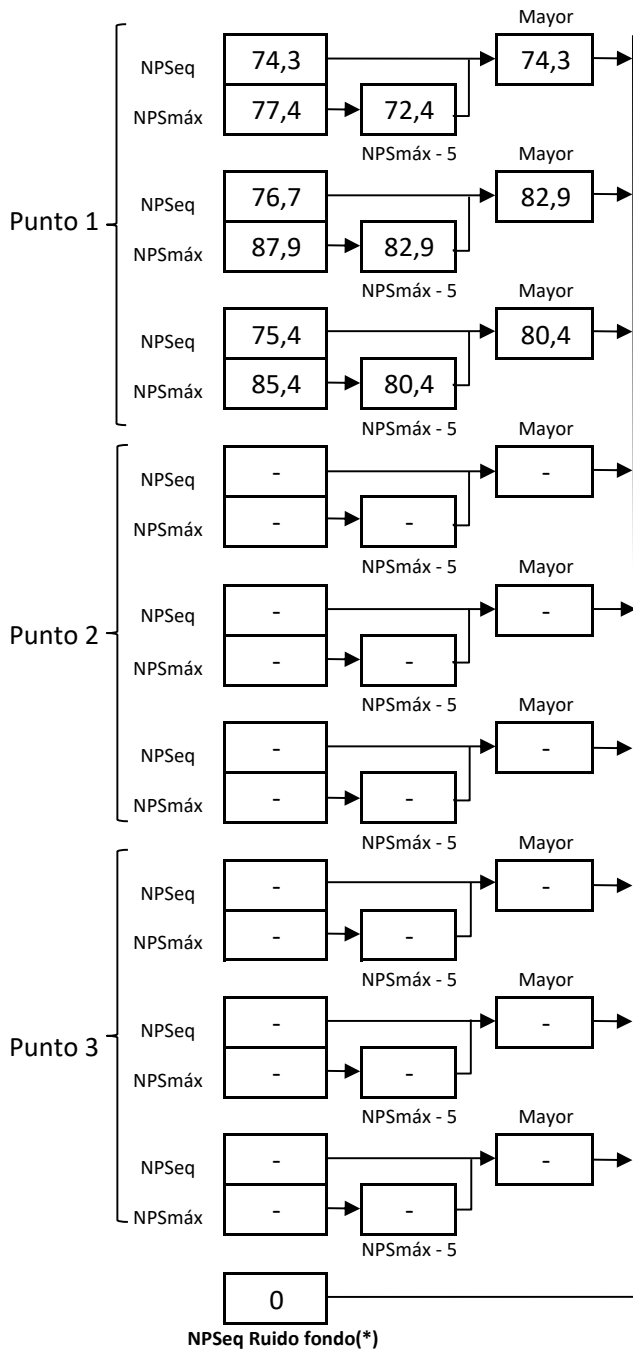 Mayor
NPSeq 74,3 74,3
NPSmáx 77,4 72,4
NPSmáx - 5 Mayor
Punto 1
NPSeq 76,7 82,9
NPSmáx 87,9 82,9
NPSmáx - 5 Mayor
NPSeq 75,4 80,4
NPSmáx 85,4 80,4
NPSmáx - 5 Mayor
NPSeq - -
NPSmáx - -
NPSmáx - 5 Mayor
Punto 2
NPSeq - -
NPSmáx - -
NPSmáx - 5 Mayor
NPSeq - -
NPSmáx - -
NPSmáx - 5 Mayor
NPSeq - -
NPSmáx - -
NPSmáx - 5 Mayor
Punto 3
NPSeq - -
NPSmáx - -
NPSmáx - 5 Mayor
NPSeq - -
NPSmáx - -
NPSmáx - 5
0
NPSeq Ruido fondo(*)